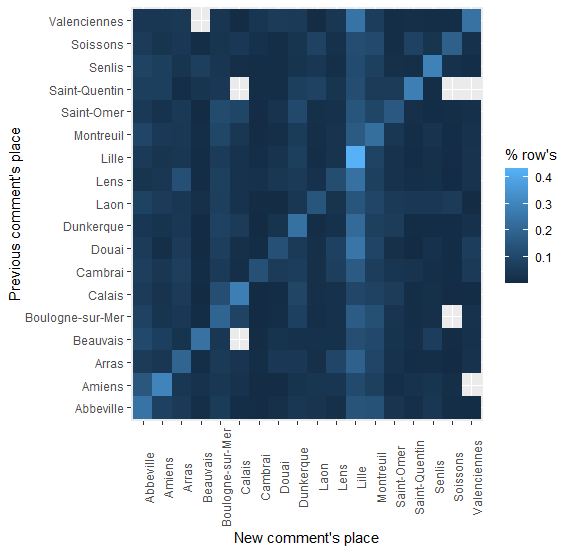 Previous comment's place
Valenciennes
Soissons
Senlis
Saint-Quentin
Saint-Omer
Montreuil
Lille
Lens
Laon
Dunkerque
Douai
Cambrai
Calais
Boulogne-sur-Mer
Beauvais
Arras
Amiens
Abbeville
Abbeville
Amiens
Arras
Beauvais
Boulogne-sur-Mer
Calais
Cambrai
Douai
Dunkerque
Laon
Lens
Lille
Montreuil
Saint-Omer
Saint-Quentin
Senlis
Soissons
Valenciennes
New comment's place
% row's
0.4
0.3
0.2
0.1